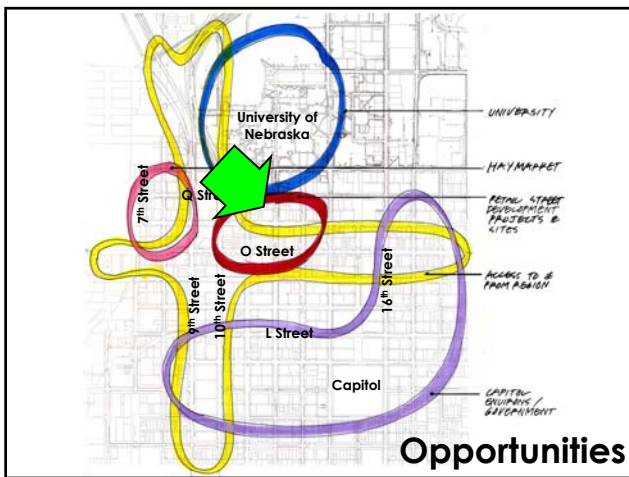 University of
Nebraska
UNIVERSITY
HAYMARKET
7th Street
Q Stre
RETAIL STREET
DEVELOPMENT
PROJECTS &
SITES
O Street
ACCESS TO &
FROM REGION
9th Street
10th Street
16th Street
L Street
Capitol
CAPITOL
ENVIRONS/
GOVERNMENT
Opportunities